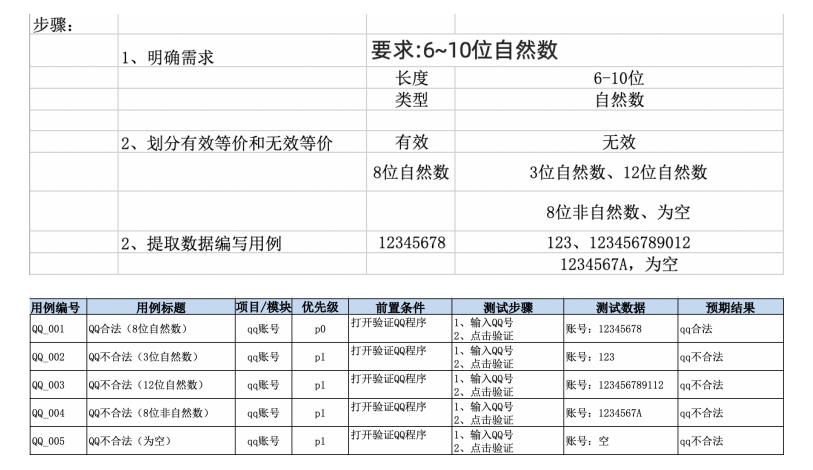 步骤：
1、明确需求 要求:6~10位自然数
长度 6-10位
类型 自然数
2、划分有效等价和无效等价 有效 无效
8位自然数 3位自然数、12位自然数
8位非自然数、为空
2、提取数据编写用例 12345678 123、123456789012
1234567A，为空
用例编号 用例标题 项目/模块 优先级 前置条件 测试步骤 测试数据 预期结果
QQ_001 QQ合法（8位自然数） qq账号 p0 打开验证QQ程序 1、输入QQ号 账号：12345678 qq合法
2、点击验证
QQ_002 QQ不合法（3位自然数） qq账号 p1 打开验证QQ程序 1、输入QQ号 账号：123 qq不合法
2、点击验证
QQ_003 QQ不合法（12位自然数） qq账号 p1 打开验证QQ程序 1、输入QQ号 账号：123456789112 qq不合法
2、点击验证
QQ_004 QQ不合法（8位非自然数） qq账号 p1 打开验证QQ程序 1、输入QQ号 账号：1234567A qq不合法
2、点击验证
QQ_005 QQ不合法（为空） qq账号 p1 打开验证QQ程序 1、输入QQ号 账号：空 qq不合法
2、点击验证